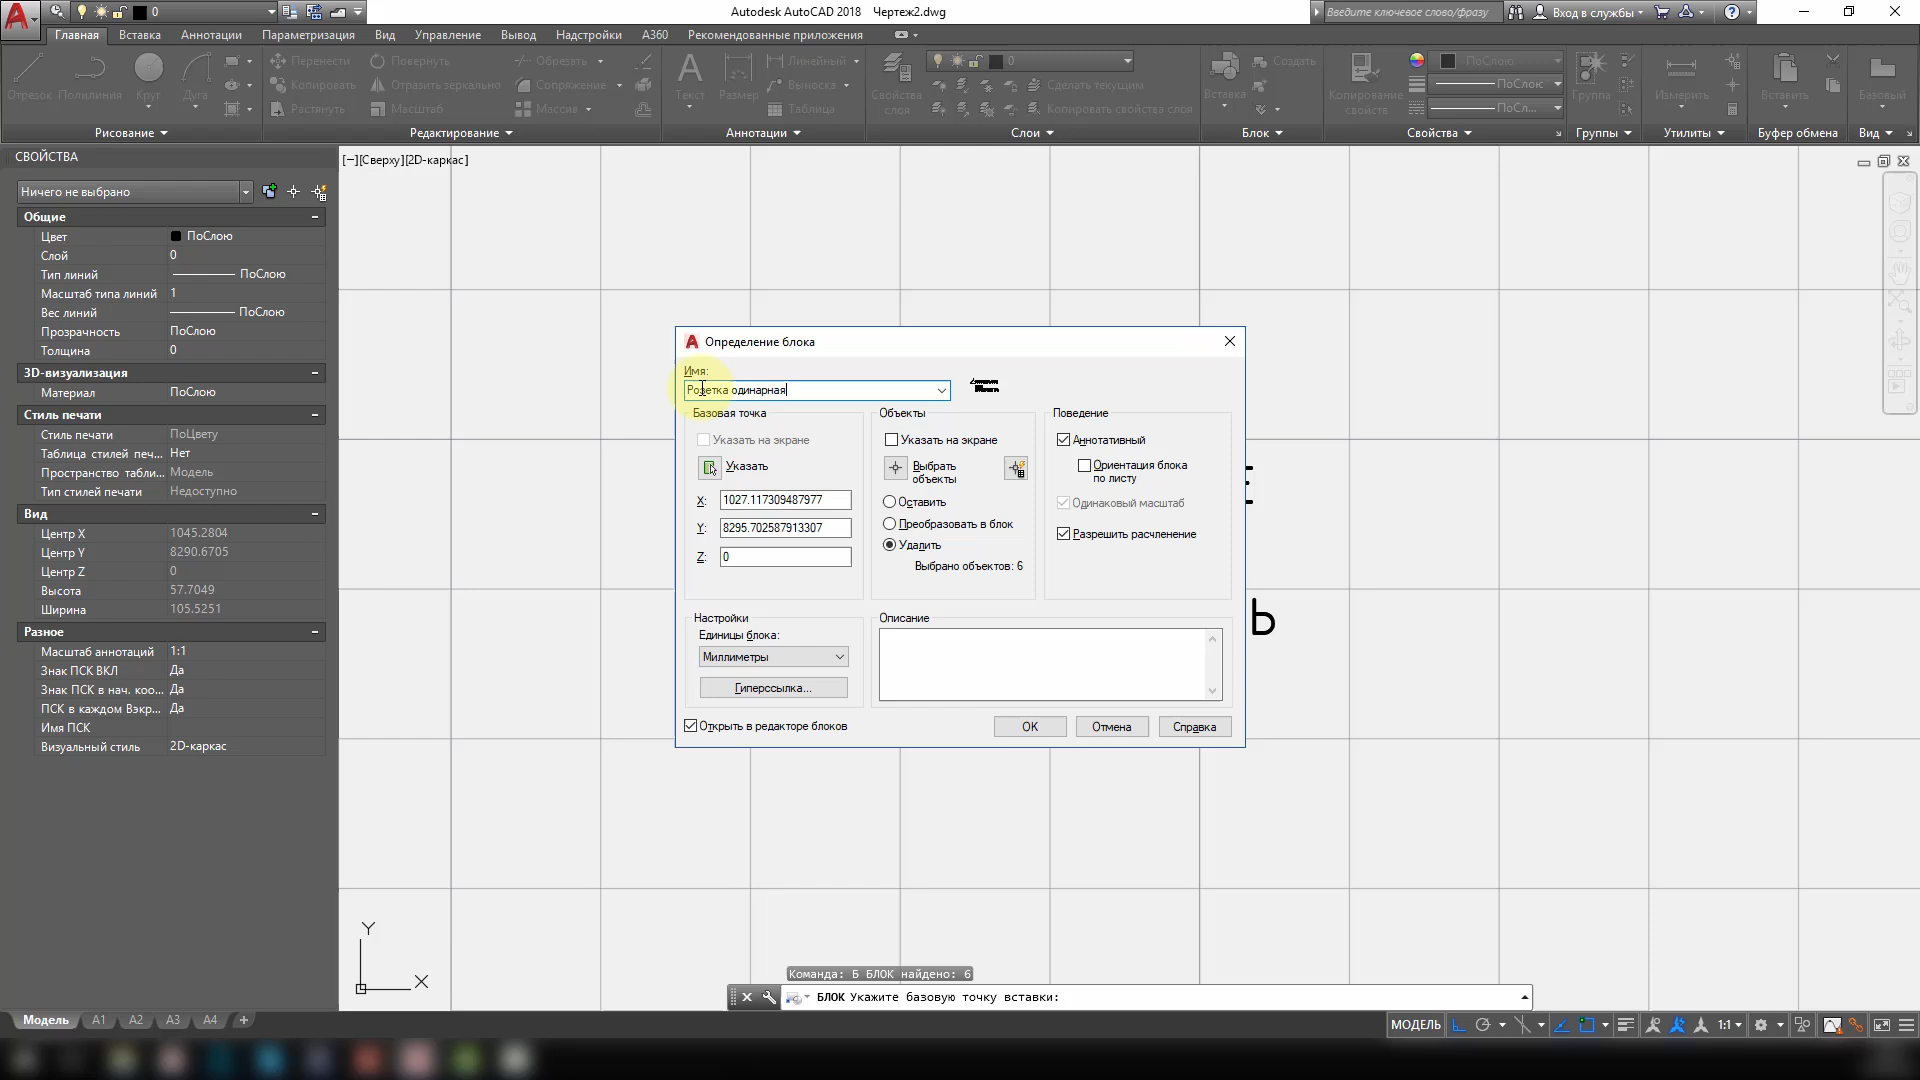 0
Autodesk AutoCAD 2018 Чертеж2.dwg
Введите ключевое слово/фразу
Вход в службы
Главная Вставка Аннотации Параметризация Вид Управление Вывод Надстройки A360 Рекомендованные приложения
Отрезок Полилиния Круг Дуга
Перенести Повернуть Обрезать
Копировать Отразить зеркально Сопряжение
Растянуть Масштаб Массив
Текст Размер
Линейный
Выноска
Таблица
Свойства слоя
0
Сделать текущим
Копировать свойства слоя
Вставка
Создать
Копирование свойств
ПоСлою
ПоСлою
ПоСл...
Группа
Измерить
Вставить
Базовый
Рисование Редактирование Аннотации Слои Блок Свойства Группы Утилиты Буфер обмена Вид
СВОЙСТВА
[−][Сверху][2D-каркас]
Ничего не выбрано
Общие
Цвет ПоСлою
Слой 0
Тип линий ПоСлою
Масштаб типа линий 1
Вес линий ПоСлою
Прозрачность ПоСлою
Толщина 0
3D-визуализация
Материал ПоСлою
Стиль печати
Стиль печати ПоЦвету
Таблица стилей печ... Нет
Пространство табли... Модель
Тип стилей печати Недоступно
Вид
Центр X 1045.2804
Центр Y 8290.6705
Центр Z 0
Высота 57.7049
Ширина 105.5251
Разное
Масштаб аннотаций 1:1
Знак ПСК ВКЛ Да
Знак ПСК в нач. коо... Да
ПСК в каждом Вэкр... Да
Имя ПСК
Визуальный стиль 2D-каркас
Определение блока
Имя:
Розетка одинарная
Базовая точка
Указать на экране
Указать
X: 1027.117309487977
Y: 8295.702587913307
Z: 0
Объекты
Указать на экране
Выбрать объекты
Оставить
Преобразовать в блок
Удалить
Выбрано объектов: 6
Поведение
Аннотативный
Ориентация блока
по листу
Одинаковый масштаб
Разрешить расчленение
Настройки
Единицы блока:
Миллиметры
Гиперссылка...
Описание
Открыть в редакторе блоков
OK Отмена Справка
Ь
Y
X
Команда: Б БЛОК найдено: 6
БЛОК Укажите базовую точку вставки:
Модель А1 А2 А3 А4 +
МОДЕЛЬ
1:1